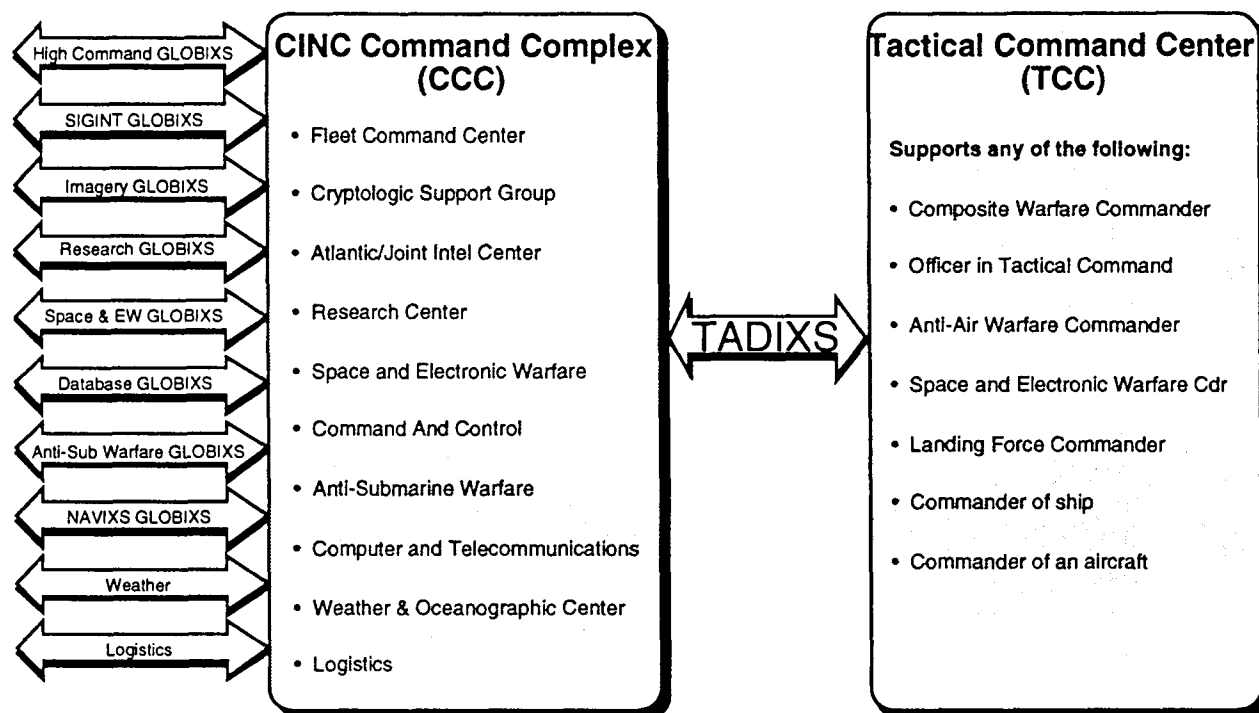 High Command GLOBIXS
SIGINT GLOBIXS
Imagery GLOBIXS
Research GLOBIXS
Space & EW GLOBIXS
Database GLOBIXS
Anti-Sub Warfare GLOBIXS
NAVIXS GLOBIXS
Weather
Logistics
CINC Command Complex
(CCC)
• Fleet Command Center
• Cryptologic Support Group
• Atlantic/Joint Intel Center
• Research Center
• Space and Electronic Warfare
• Command And Control
• Anti-Submarine Warfare
• Computer and Telecommunications
• Weather & Oceanographic Center
• Logistics
TADIXS
Tactical Command Center
(TCC)
Supports any of the following:
• Composite Warfare Commander
• Officer in Tactical Command
• Anti-Air Warfare Commander
• Space and Electronic Warfare Cdr
• Landing Force Commander
• Commander of ship
• Commander of an aircraft